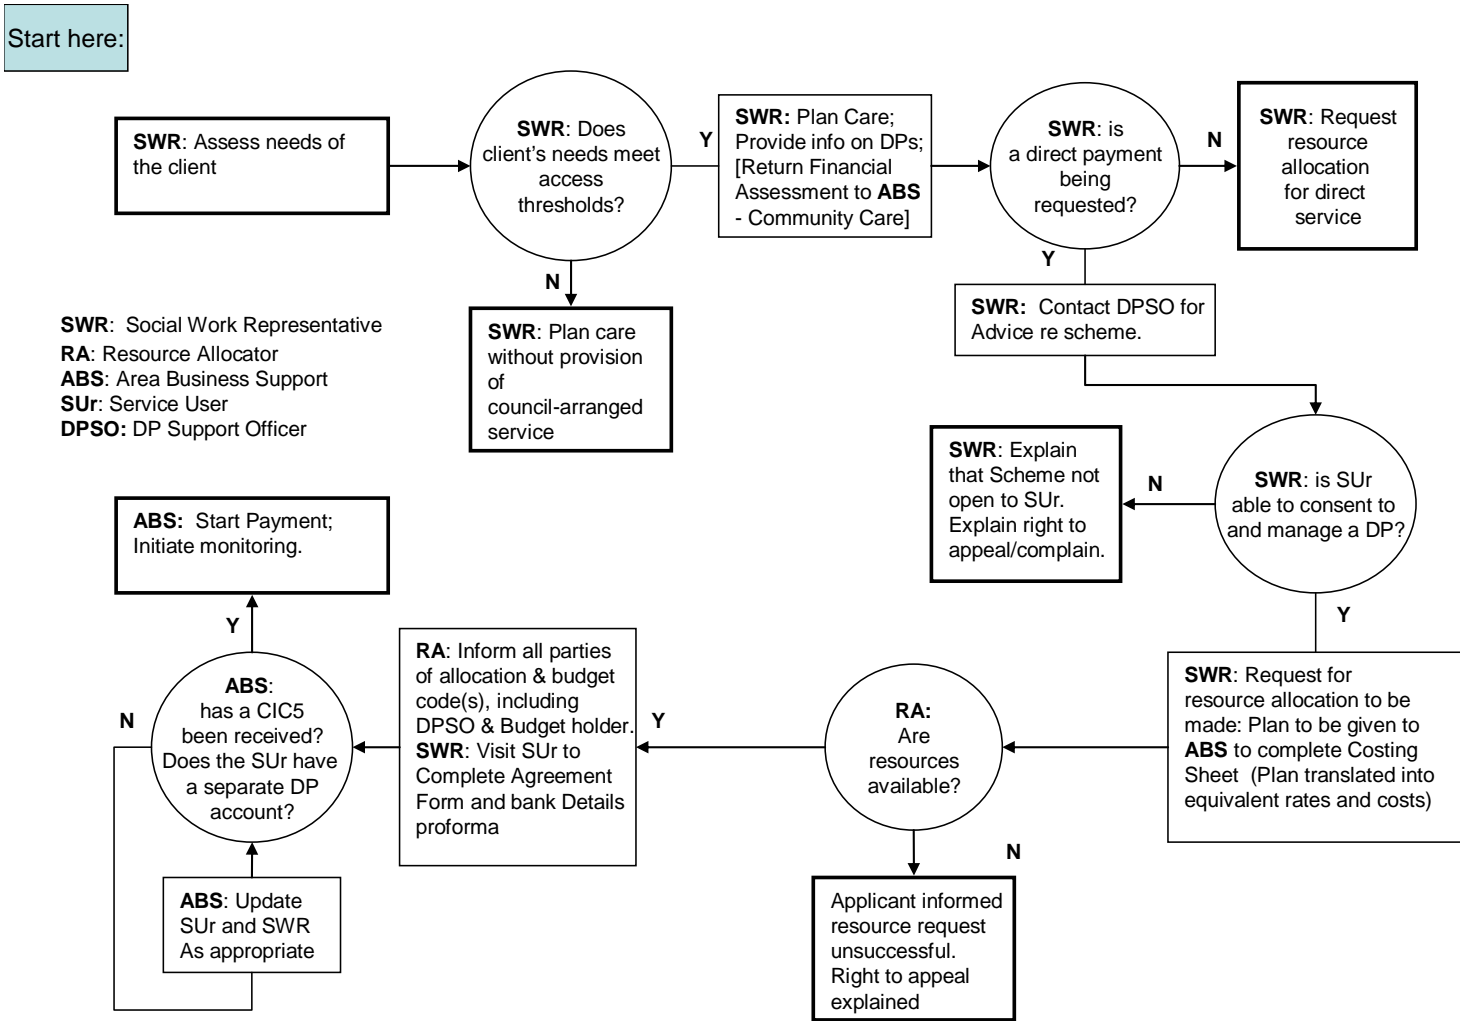 Start here:
SWR: Assess needs of
the client
SWR: Does
client's needs meet
access
thresholds?
Y
N
SWR: Plan Care;
Provide info on DPs;
[Return Financial
Assessment to ABS
- Community Care]
SWR: is
a direct payment
being
requested?
N
Y
SWR: Request
resource
allocation
for direct
service
SWR: Plan care
without provision
of
council-arranged
service
SWR: Contact DPSO for
Advice re scheme.
SWR: Social Work Representative
RA: Resource Allocator
ABS: Area Business Support
SUr: Service User
DPSO: DP Support Officer
SWR: is SUr
able to consent to
and manage a DP?
N
Y
SWR: Explain
that Scheme not
open to SUr.
Explain right to
appeal/complain.
SWR: Request for
resource allocation to be
made: Plan to be given to
ABS to complete Costing
Sheet (Plan translated into
equivalent rates and costs)
RA:
Are
resources
available?
Y
N
Applicant informed
resource request
unsuccessful.
Right to appeal
explained
RA: Inform all parties
of allocation & budget
code(s), including
DPSO & Budget holder.
SWR: Visit SUr to
Complete Agreement
Form and bank Details
proforma
ABS:
has a CIC5
been received?
Does the SUr have
a separate DP
account?
Y
N
ABS: Start Payment;
Initiate monitoring.
ABS: Update
SUr and SWR
As appropriate